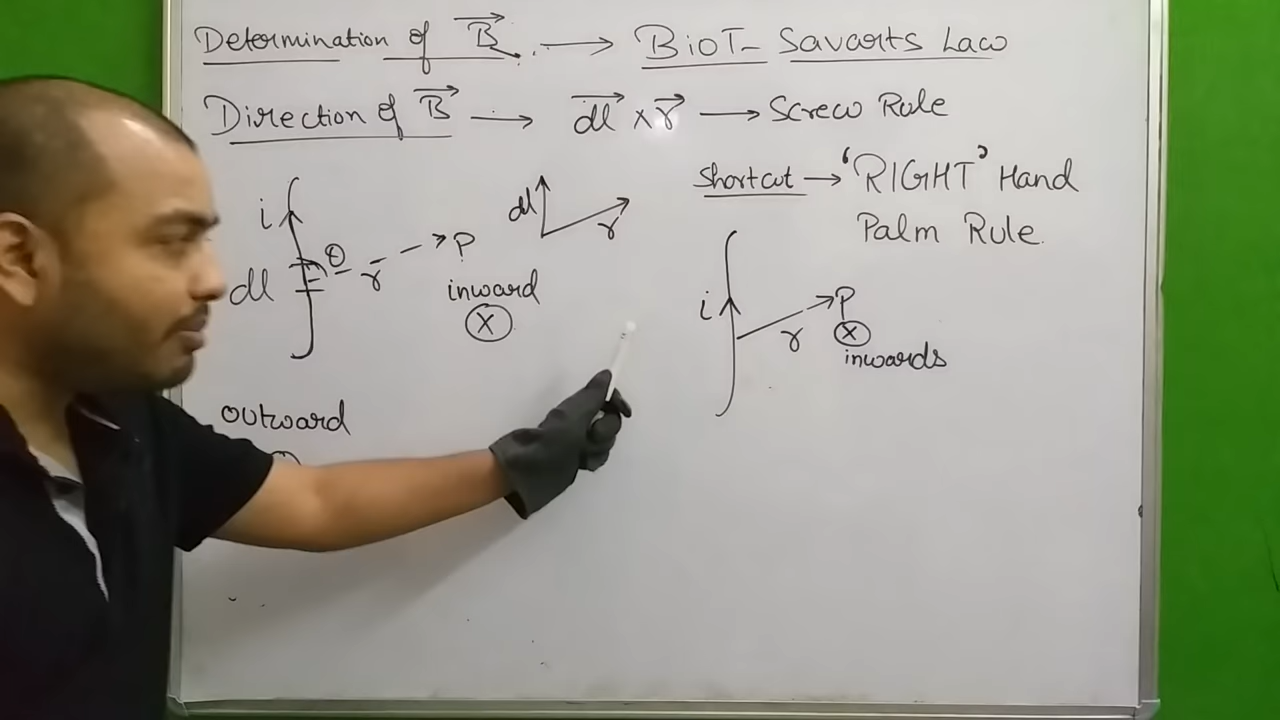 Determination of B → BioT- Savarts Law
Direction of B → dl x r → Screw Rule
Shortcut → 'RIGHT' Hand
Palm Rule.
i
dl
θ
r
P
inward
X
dl
r
i
r
P
X
inwards
outward